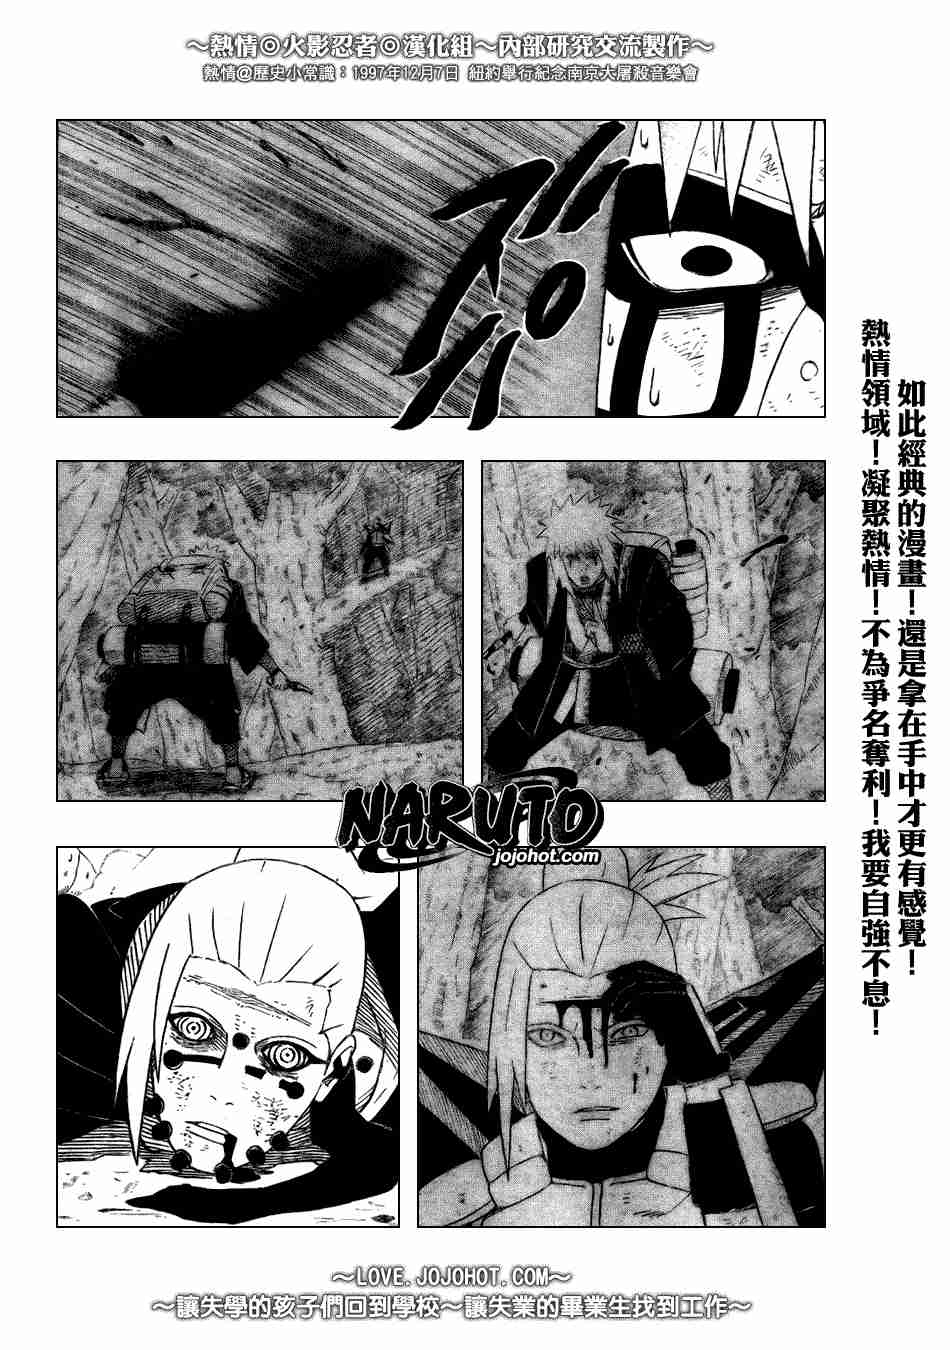 ～熱情◎火影忍者◎漢化組～內部研究交流製作～
熱情@歷史小常識：1997年12月7日 紐約舉行紀念南京大屠殺音樂會
ズパ
如此經典的漫畫！還是拿在手中才更有感覺！
熱情領域！凝聚熱情！不為爭名奪利！我要自強不息！
NARUTO
jojohot.com
～LOVE.JOJOHOT.COM～
～讓失學的孩子們回到學校～讓失業的畢業生找到工作～